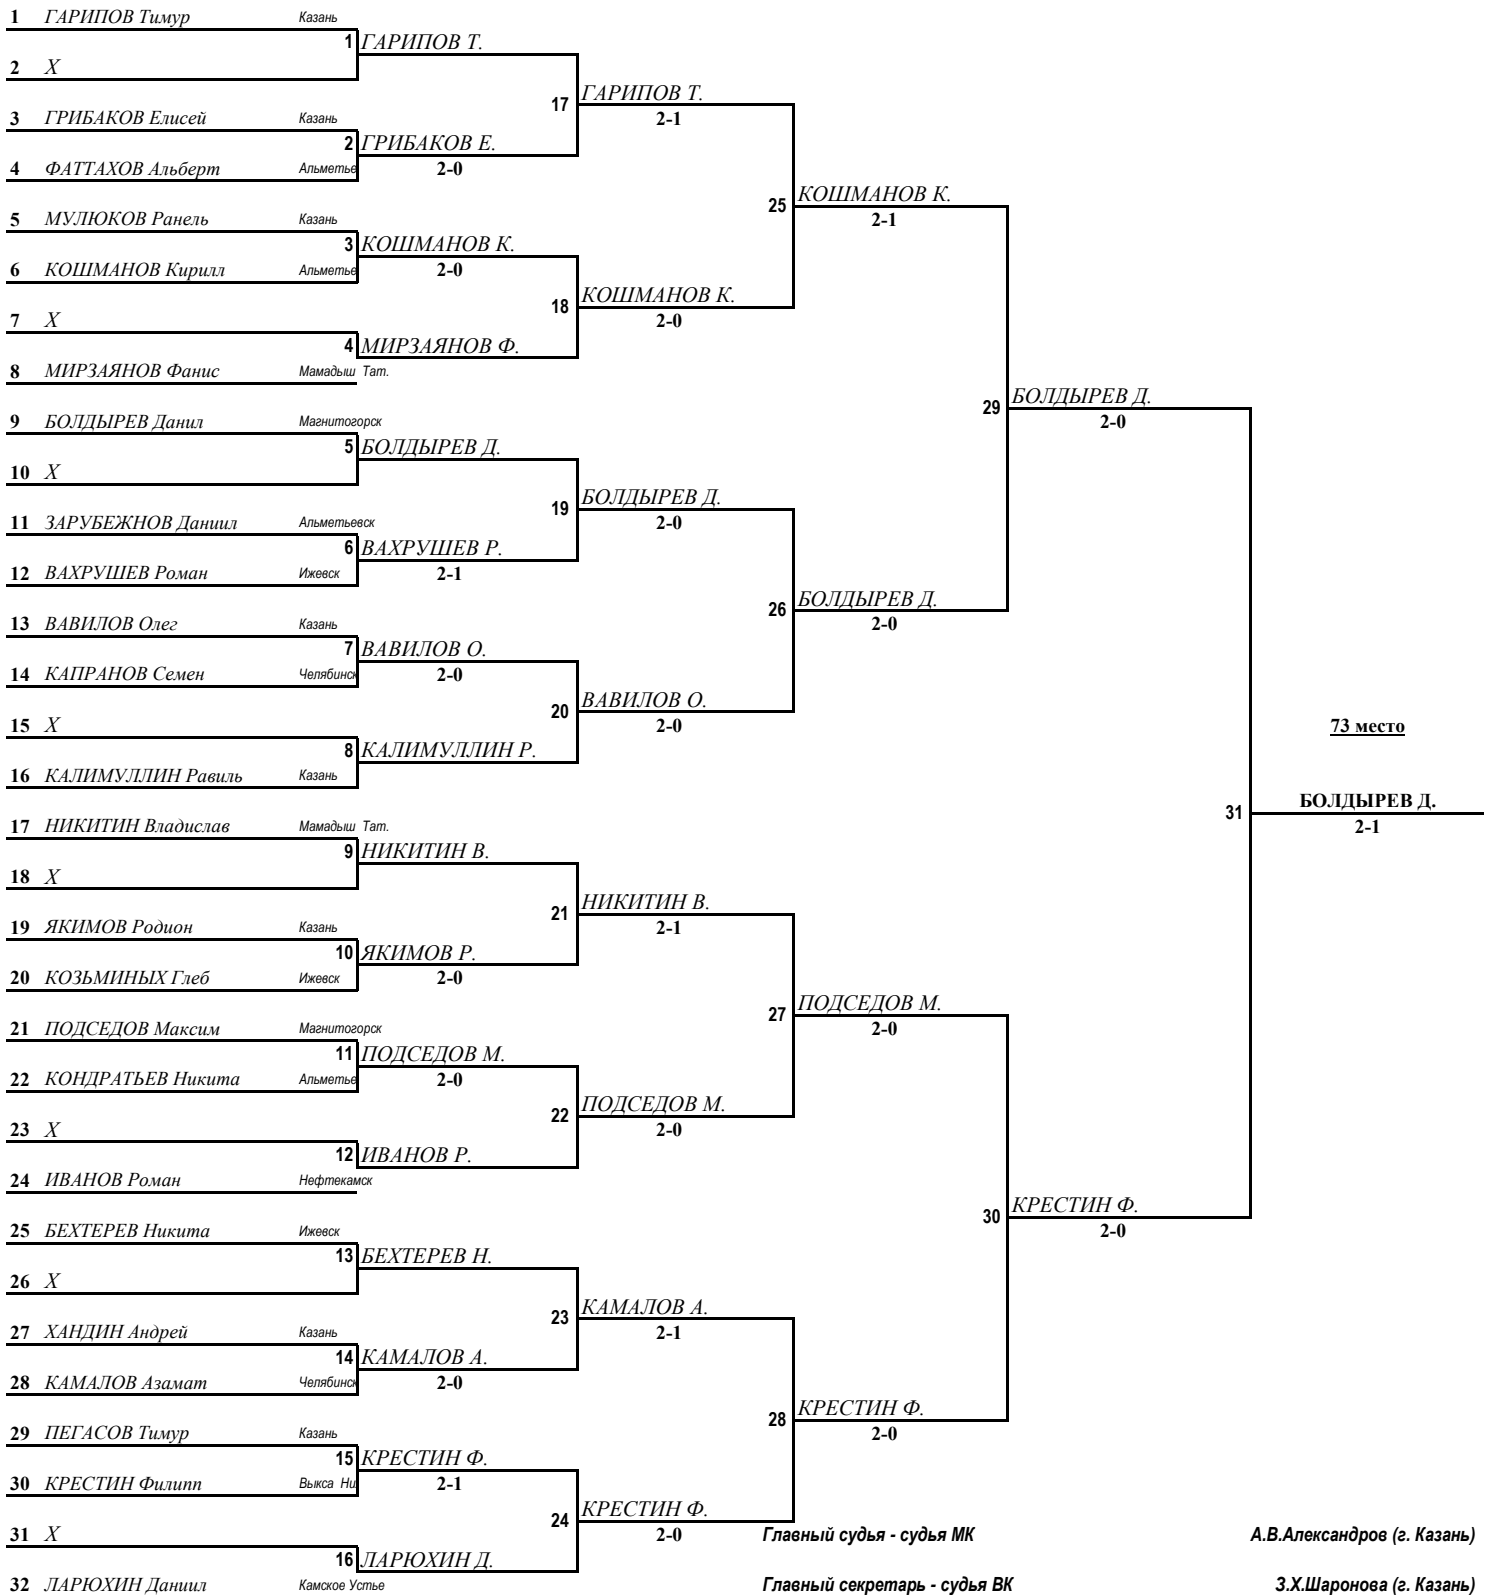 1 ГАРИПОВ Тимур Казань
1 ГАРИПОВ Т.
2 X
17 ГАРИПОВ Т.
2-1
3 ГРИБАКОВ Елисей Казань
2 ГРИБАКОВ Е.
2-0
4 ФАТТАХОВ Альберт Альметье
25 КОШМАНОВ К.
2-1
5 МУЛЮКОВ Ранель Казань
3 КОШМАНОВ К.
2-0
6 КОШМАНОВ Кирилл Альметье
18 КОШМАНОВ К.
2-0
7 X
4 МИРЗАЯНОВ Ф.
8 МИРЗАЯНОВ Фанис Мамадыш Тат.
29 БОЛДЫРЕВ Д.
2-0
9 БОЛДЫРЕВ Данил Магнитогорск
5 БОЛДЫРЕВ Д.
10 X
19 БОЛДЫРЕВ Д.
2-0
11 ЗАРУБЕЖНОВ Даниил Альметьевск
6 ВАХРУШЕВ Р.
2-1
12 ВАХРУШЕВ Роман Ижевск
26 БОЛДЫРЕВ Д.
2-0
13 ВАВИЛОВ Олег Казань
7 ВАВИЛОВ О.
2-0
14 КАПРАНОВ Семен Челябинск
20 ВАВИЛОВ О.
2-0
15 X
73 место
8 КАЛИМУЛЛИН Р.
16 КАЛИМУЛЛИН Равиль Казань
31 БОЛДЫРЕВ Д.
2-1
17 НИКИТИН Владислав Мамадыш Тат.
9 НИКИТИН В.
18 X
21 НИКИТИН В.
2-1
19 ЯКИМОВ Родион Казань
10 ЯКИМОВ Р.
2-0
20 КОЗЬМИНЫХ Глеб Ижевск
27 ПОДСЕДОВ М.
2-0
21 ПОДСЕДОВ Максим Магнитогорск
11 ПОДСЕДОВ М.
2-0
22 КОНДРАТЬЕВ Никита Альметье
22 ПОДСЕДОВ М.
2-0
23 X
12 ИВАНОВ Р.
24 ИВАНОВ Роман Нефтекамск
30 КРЕСТИН Ф.
2-0
25 БЕХТЕРЕВ Никита Ижевск
13 БЕХТЕРЕВ Н.
26 X
23 КАМАЛОВ А.
2-1
27 ХАНДИН Андрей Казань
14 КАМАЛОВ А.
2-0
28 КАМАЛОВ Азамат Челябинск
28 КРЕСТИН Ф.
2-0
29 ПЕГАСОВ Тимур Казань
15 КРЕСТИН Ф.
2-1
30 КРЕСТИН Филипп Выкса Ни
24 КРЕСТИН Ф.
2-0
31 X
Главный судья - судья МК А.В.Александров (г. Казань)
16 ЛАРЮХИН Д.
32 ЛАРЮХИН Даниил Камское Устье
Главный секретарь - судья ВК З.Х.Шаронова (г. Казань)